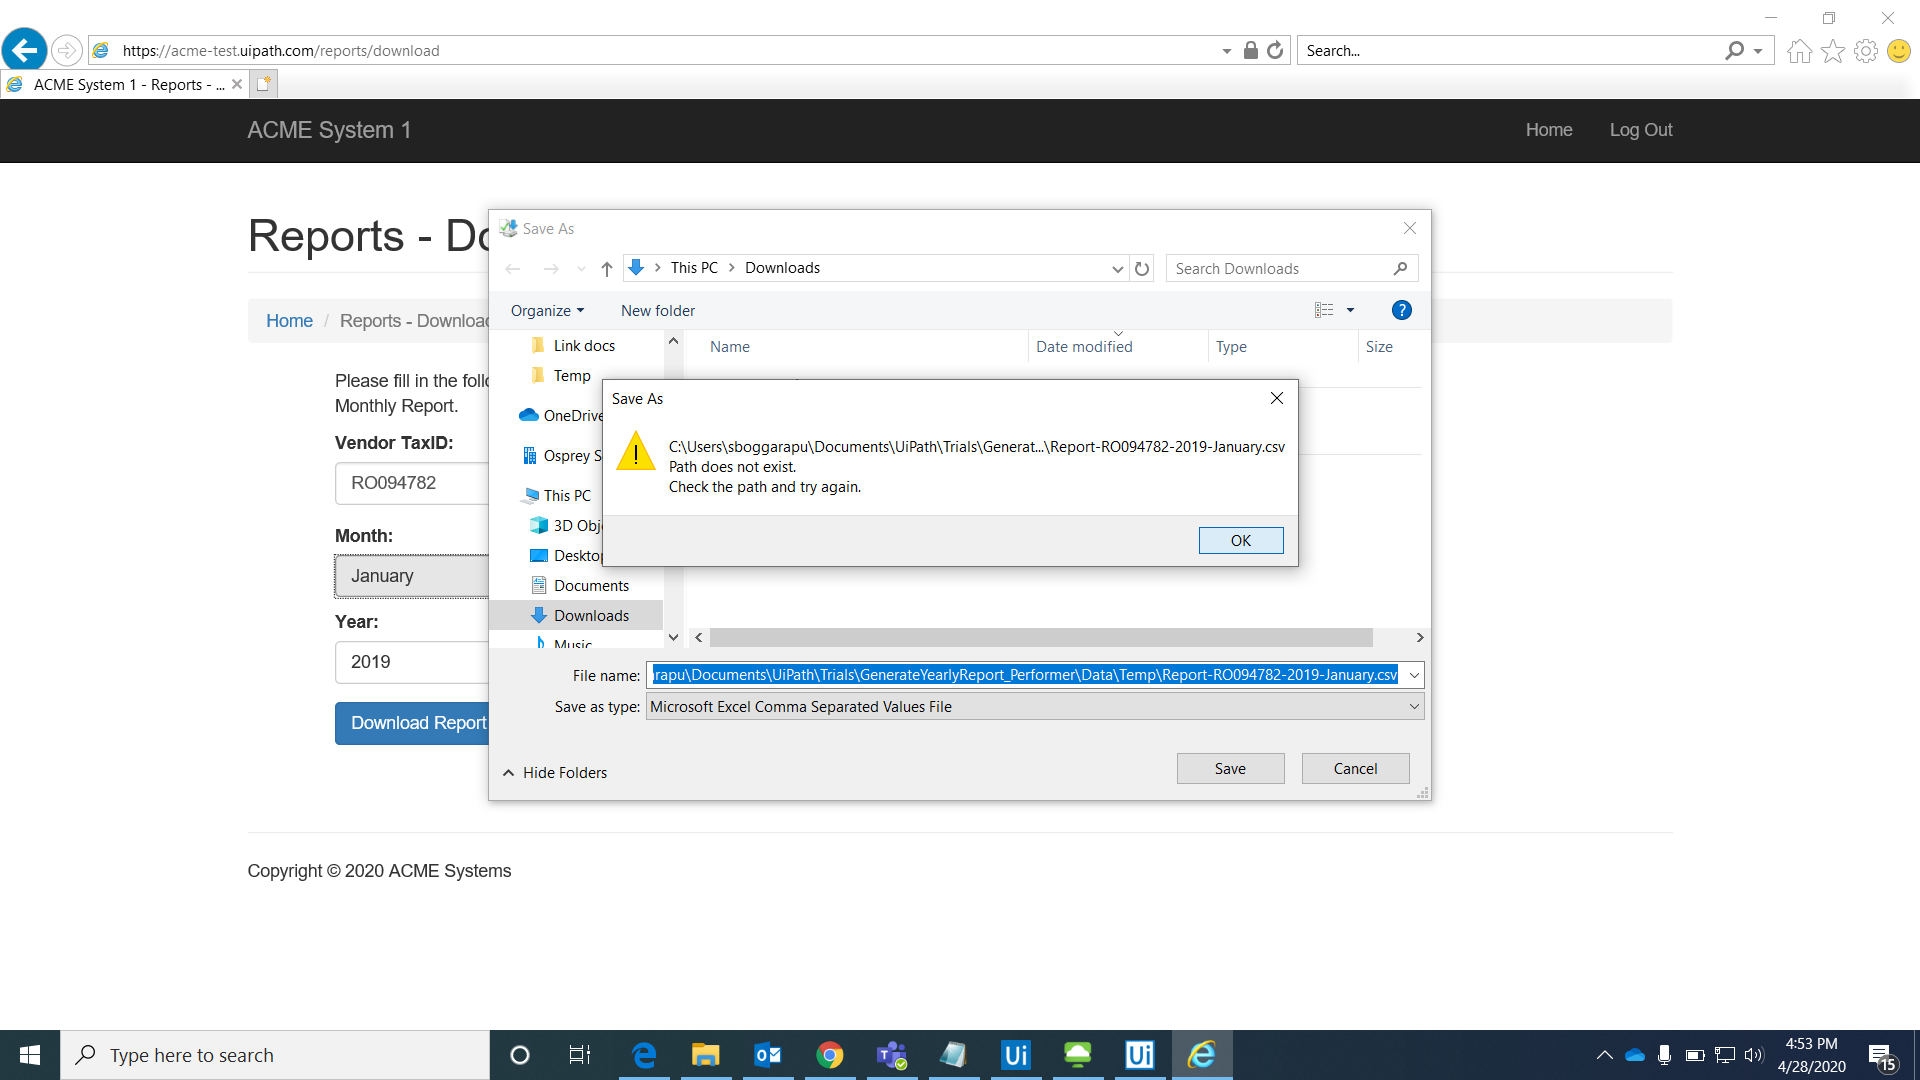 https://acme-test.uipath.com/reports/download
Search...
ACME System 1 - Reports - ...
ACME System 1
Home
Log Out
Reports - Do
Home / Reports - Download
Please fill in the follo
Monthly Report.
Vendor TaxID:
RO094782
Month:
January
Year:
2019
Download Report
Copyright © 2020 ACME Systems
Save As
This PC > Downloads
Search Downloads
Organize
New folder
?
Name
Date modified
Type
Size
Link docs
Temp
OneDrive
Osprey S
This PC
3D Obj
Desktop
Documents
Downloads
Music
Save As
C:\Users\sboggarapu\Documents\UiPath\Trials\Generat...\Report-RO094782-2019-January.csv
Path does not exist.
Check the path and try again.
OK
File name: arapu\Documents\UiPath\Trials\GenerateYearlyReport_Performer\Data\Temp\Report-RO094782-2019-January.csv
Save as type: Microsoft Excel Comma Separated Values File
Hide Folders
Save
Cancel
Type here to search
Ui
Ui
4:53 PM
4/28/2020
15